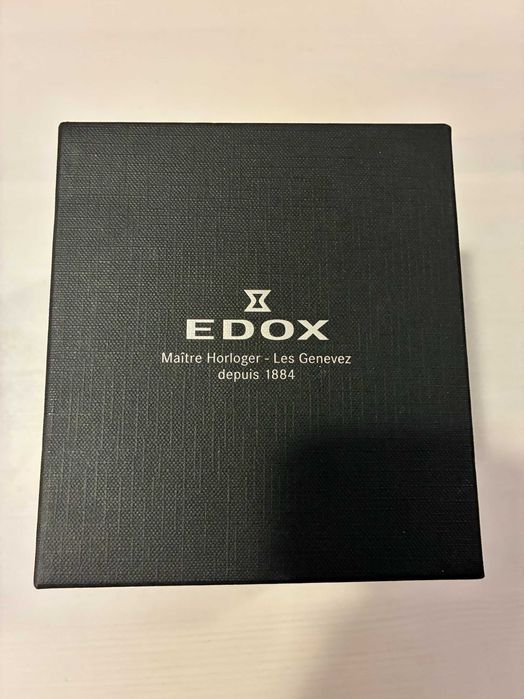 EDOX
Maître Horloger - Les Genevez
depuis 1884